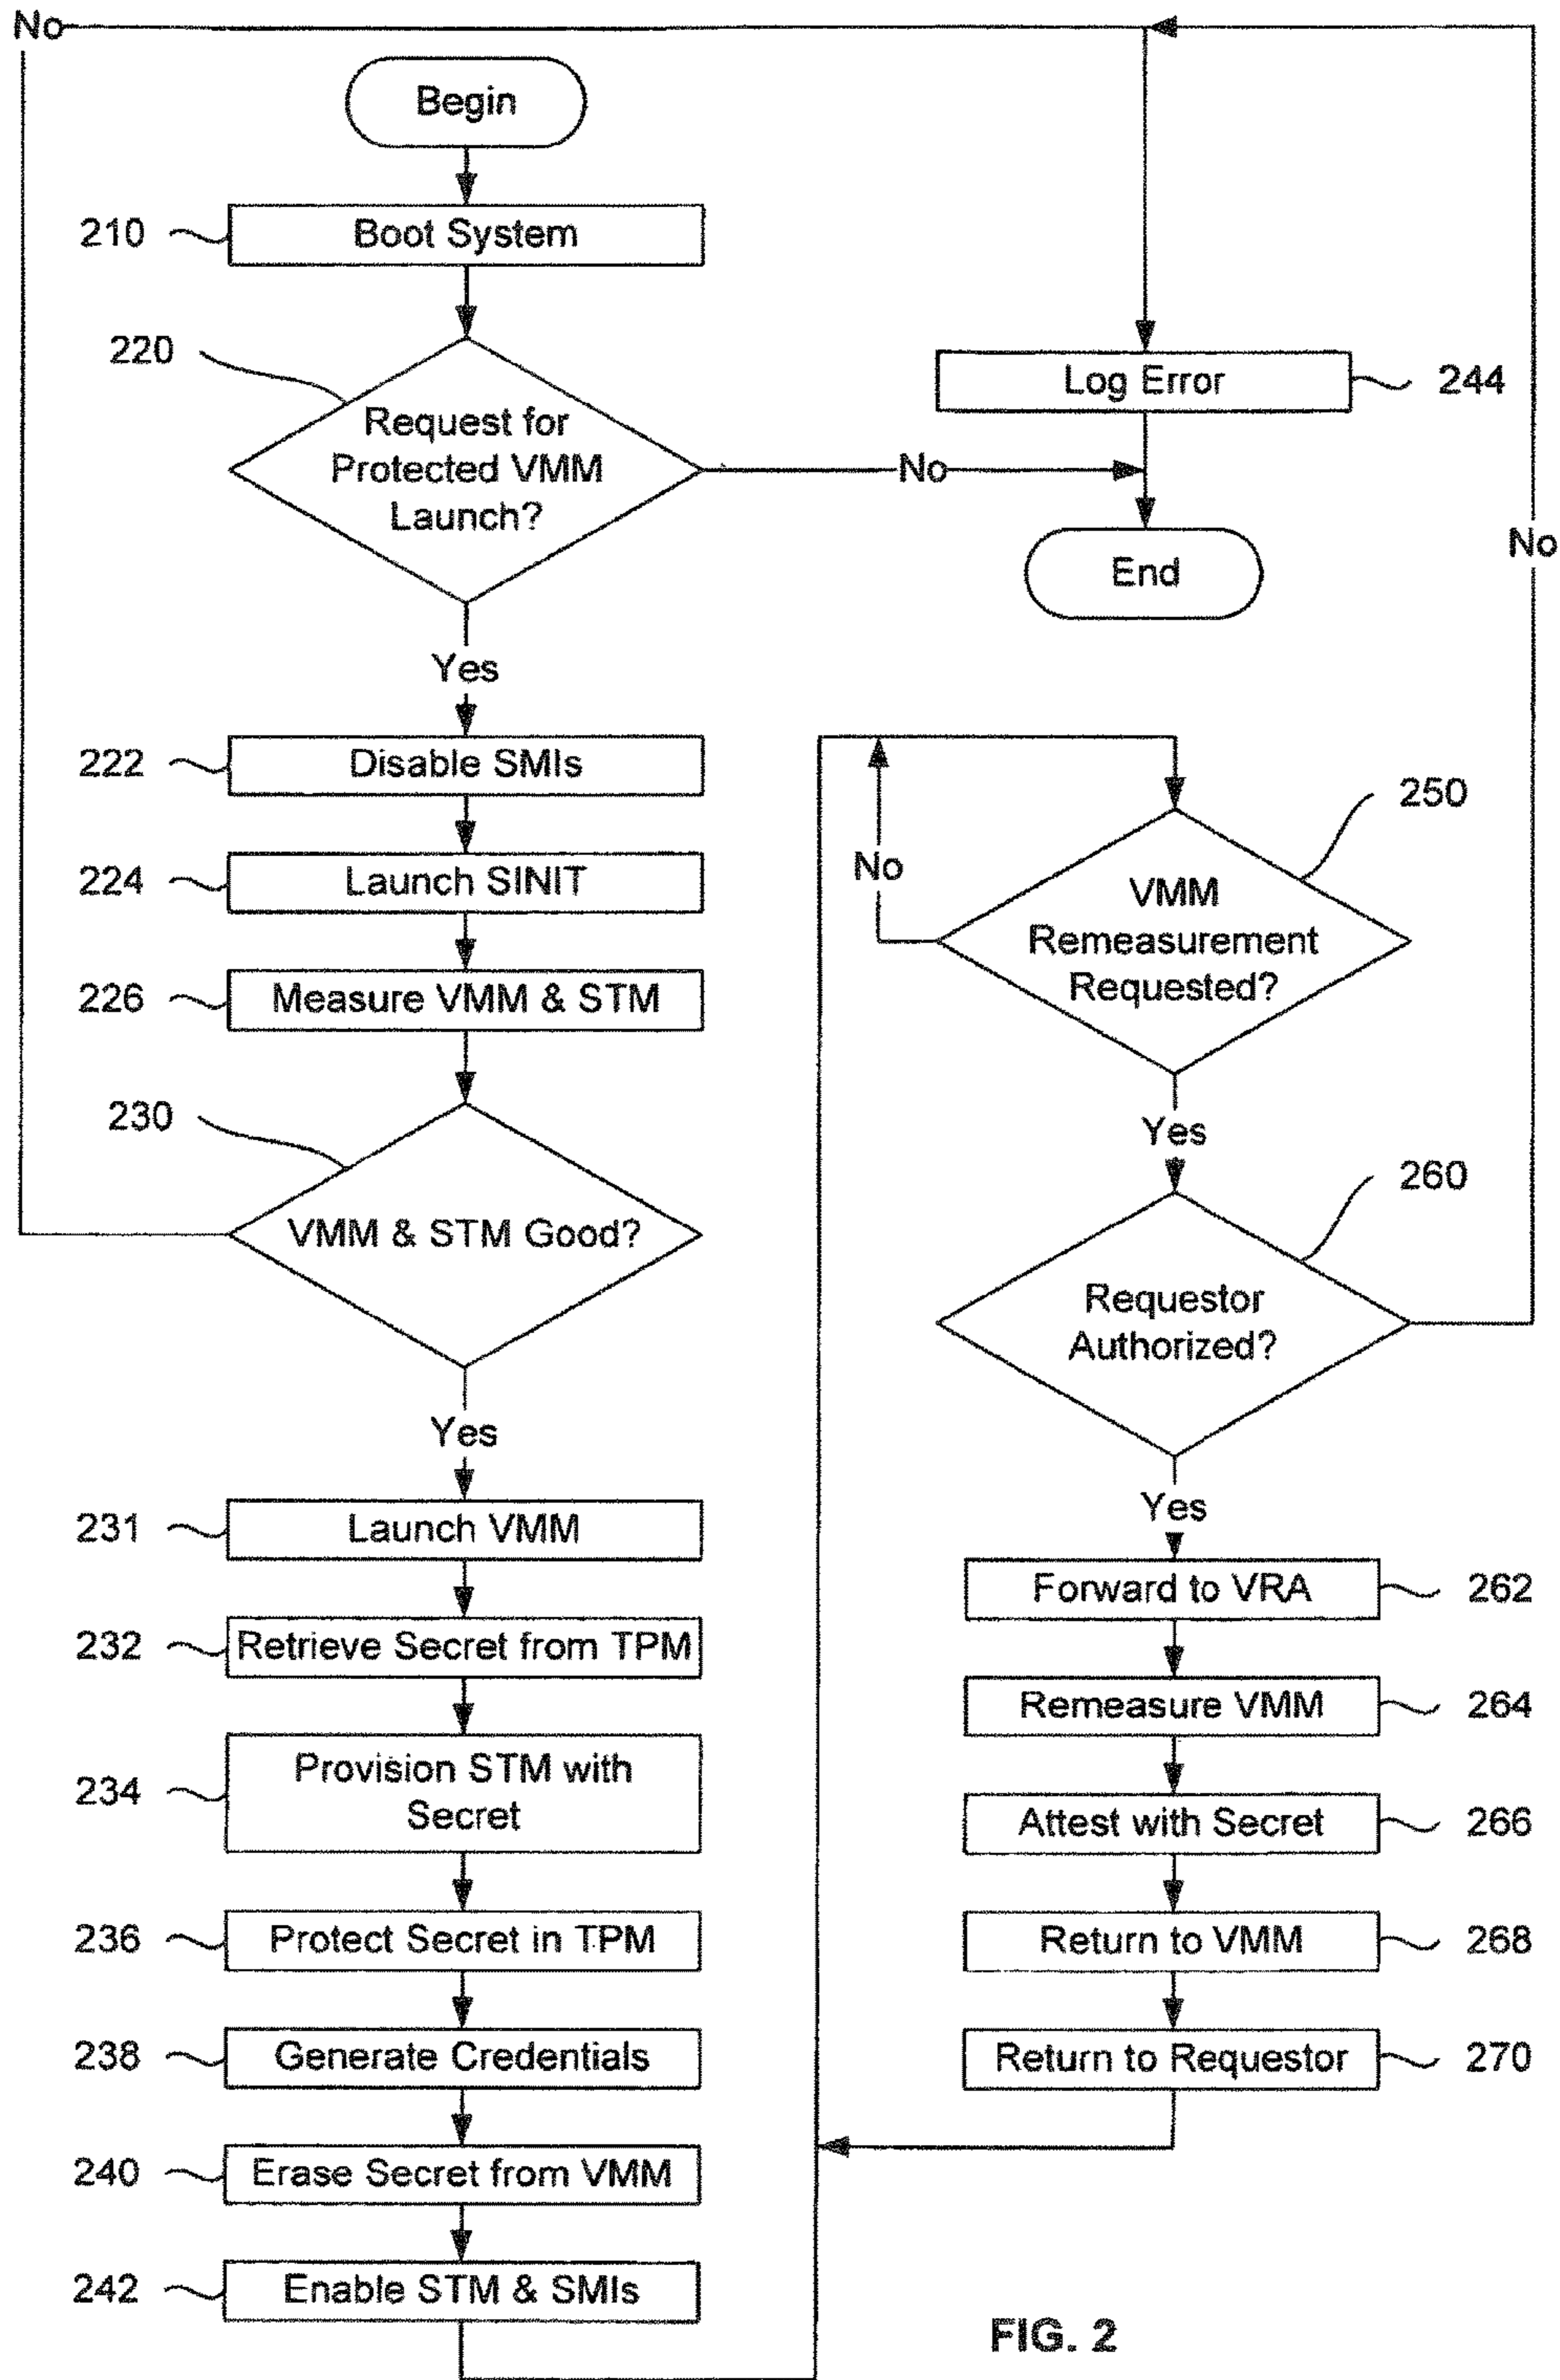 No
Begin
210
Boot System
220
Request for
Protected VMM
Launch?
No
Log Error
244
End
No
Yes
222
Disable SMIs
224
Launch SINIT
226
Measure VMM & STM
230
VMM & STM Good?
Yes
231
Launch VMM
232
Retrieve Secret from TPM
234
Provision STM with
Secret
236
Protect Secret in TPM
238
Generate Credentials
240
Erase Secret from VMM
242
Enable STM & SMIs
250
No
VMM
Remeasurement
Requested?
Yes
260
Requestor
Authorized?
Yes
Forward to VRA
262
Remeasure VMM
264
Attest with Secret
266
Return to VMM
268
Return to Requestor
270
FIG. 2